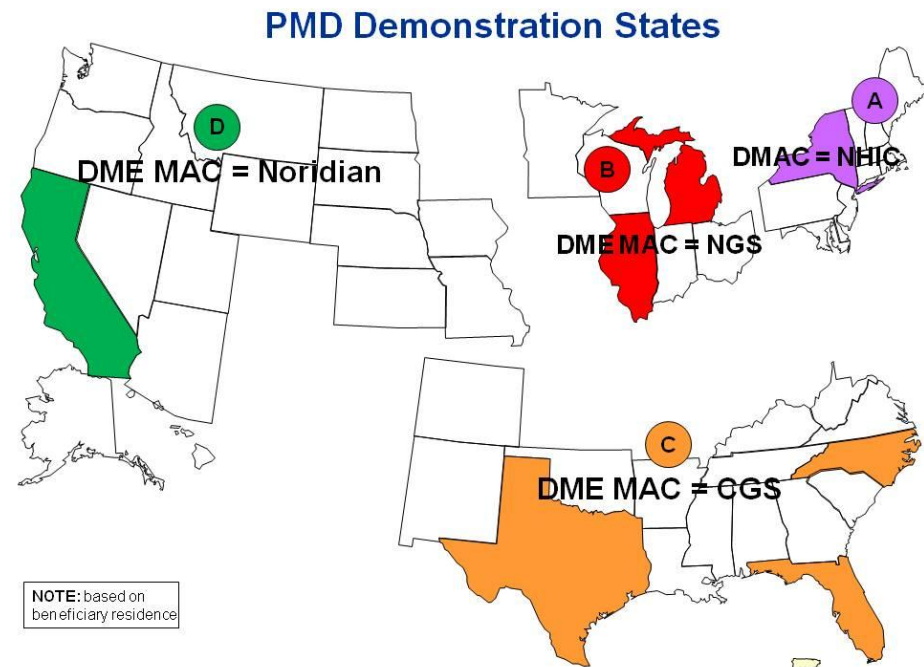 PMD Demonstration States
A
D
DMAC = NHIC
B
DME MAC = Noridian
DME MAC = NGS
C
DME MAC = CGS
NOTE: based on
beneficiary residence